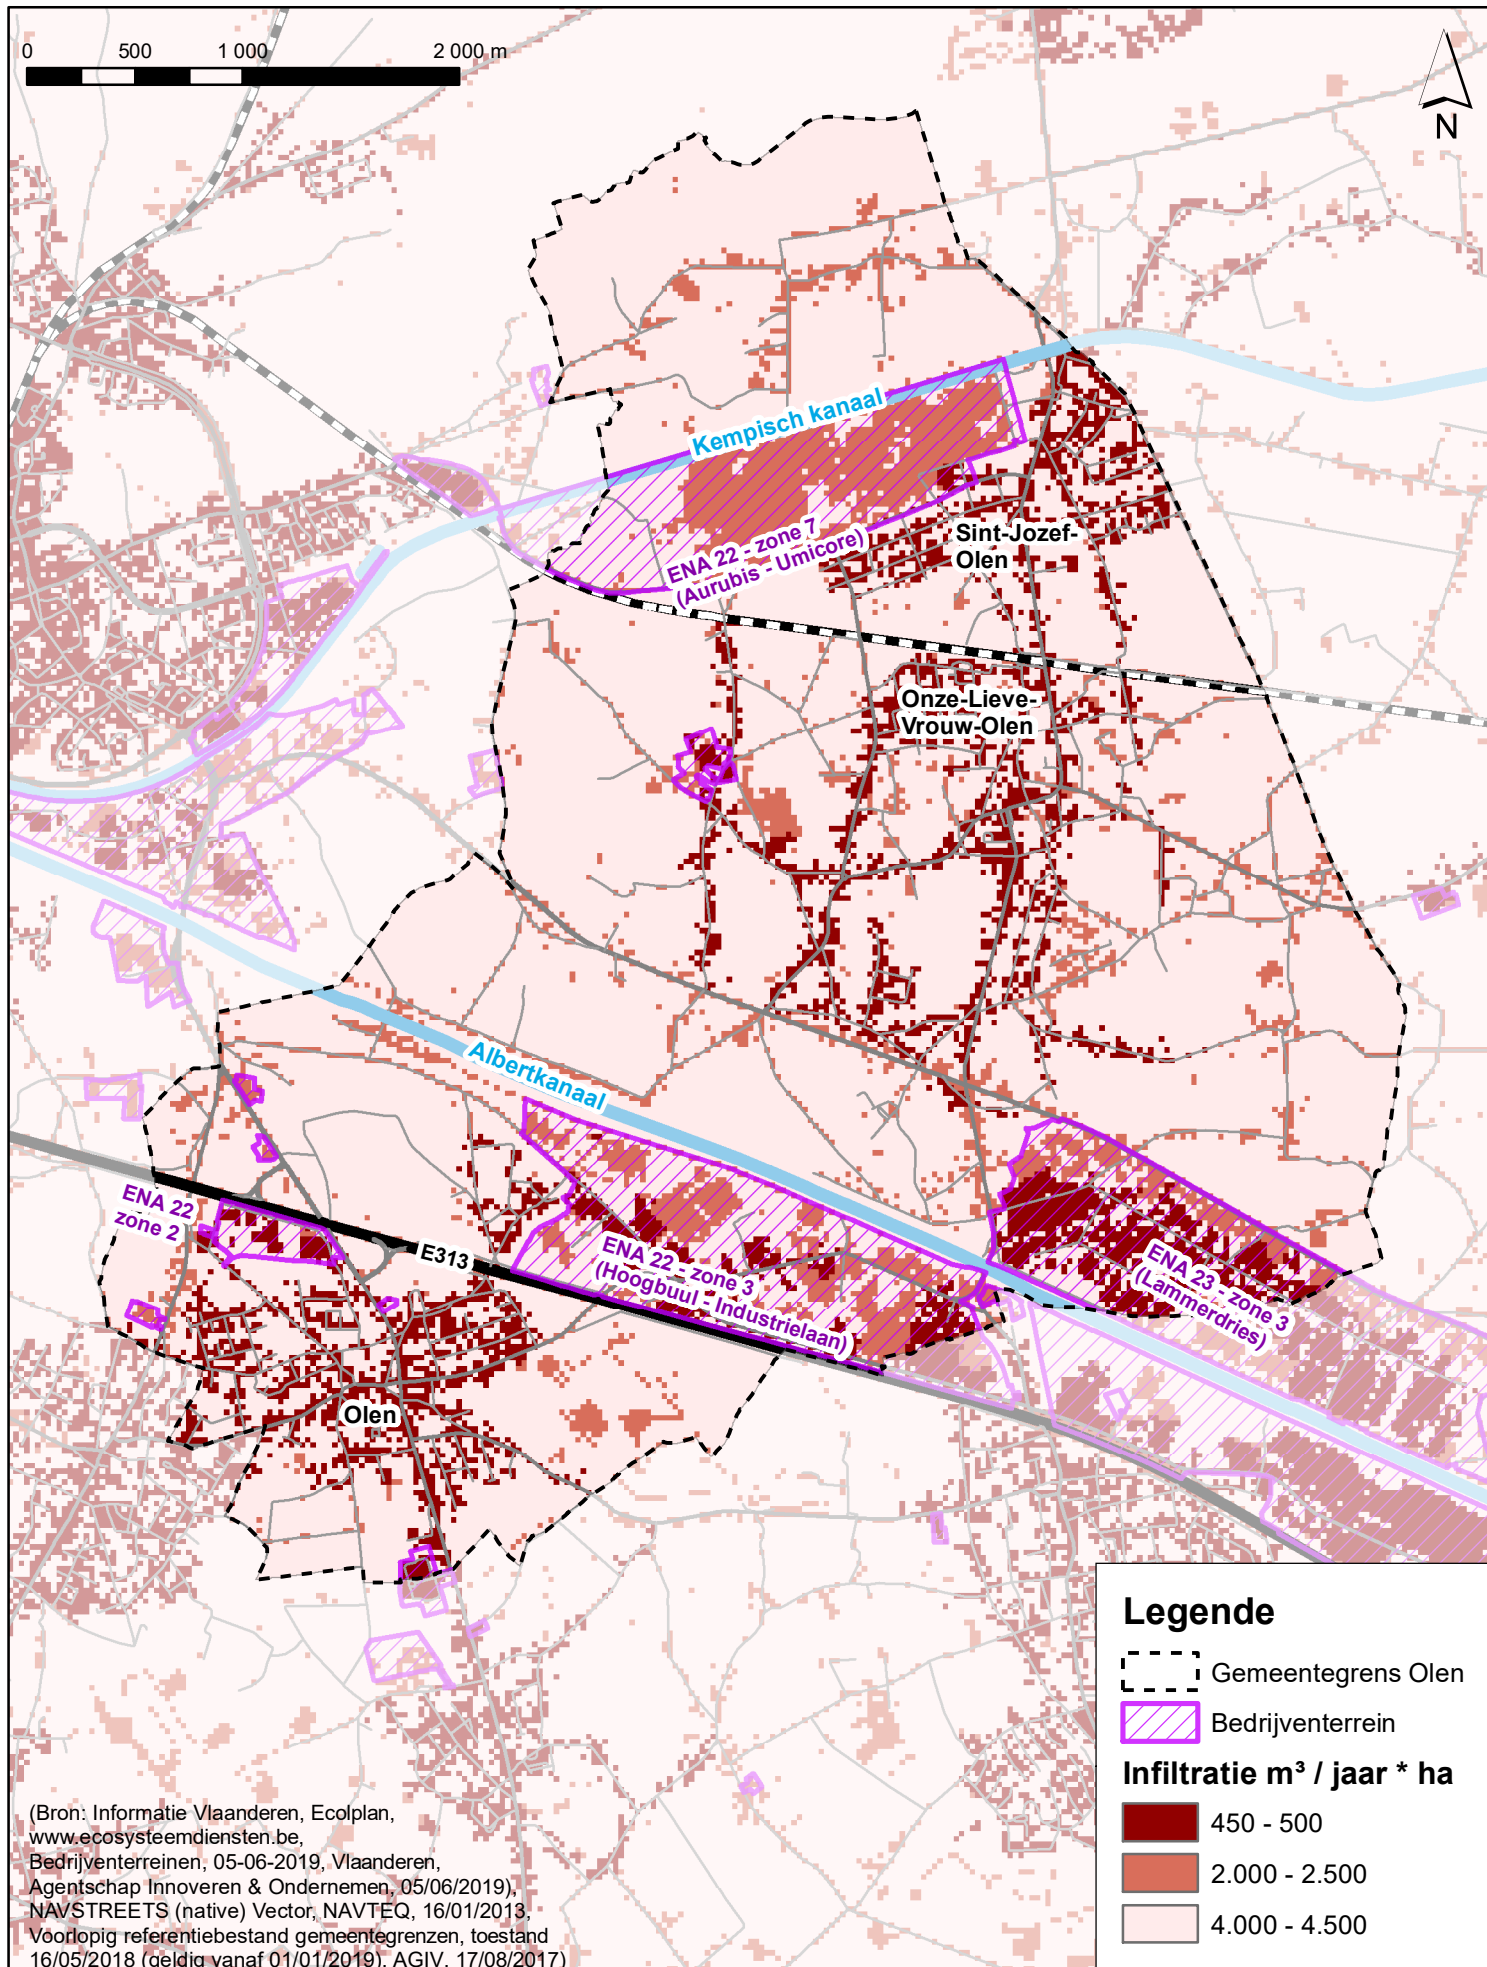 0 500 1 000 2 000 m
N
Kempisch kanaal
ENA 22 - zone 7
(Aurubis - Umicore)
Sint-Jozef-
Olen
Onze-Lieve-
Vrouw-Olen
Albertkanaal
ENA 22
zone 2
E313
ENA 22 - zone 3
(Hoogbuul - Industrielaan)
ENA 23 - zone 3
(Lammerdries)
Olen
Legende
Gemeentegrens Olen
Bedrijventerrein
Infiltratie m³ / jaar * ha
450 - 500
2.000 - 2.500
4.000 - 4.500
(Bron: Informatie Vlaanderen, Ecolplan,
www.ecosysteemdiensten.be,
Bedrijventerreinen, 05-06-2019, Vlaanderen,
Agentschap Innoveren & Ondernemen, 05/06/2019),
NAVSTREETS (native) Vector, NAVTEQ, 16/01/2013,
Voorlopig referentiebestand gemeentegrenzen, toestand
16/05/2018 (geldig vanaf 01/01/2019), AGIV, 17/08/2017)